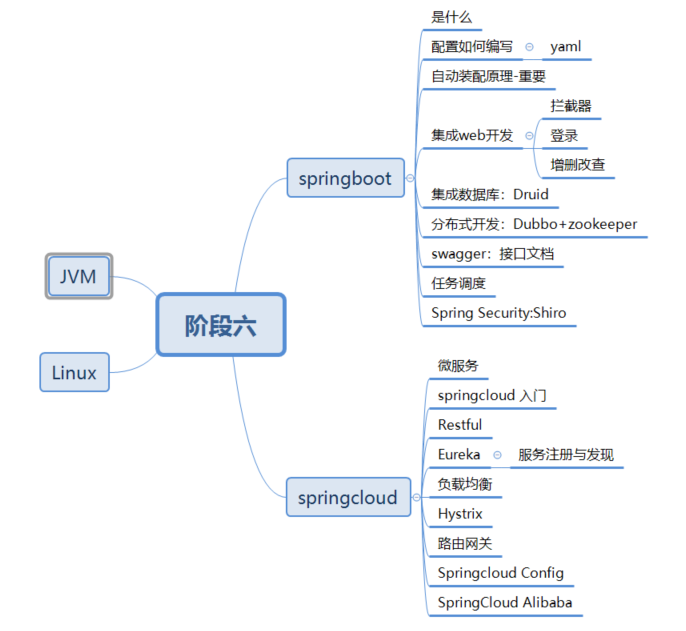 是什么
配置如何编写
yaml
自动装配原理-重要
集成web开发
拦截器
登录
增删改查
springboot
集成数据库：Druid
分布式开发：Dubbo+zookeeper
swagger：接口文档
任务调度
Spring Security:Shiro
JVM
阶段六
Linux
微服务
springcloud 入门
Restful
Eureka
服务注册与发现
负载均衡
springcloud
Hystrix
路由网关
Springcloud Config
SpringCloud Alibaba